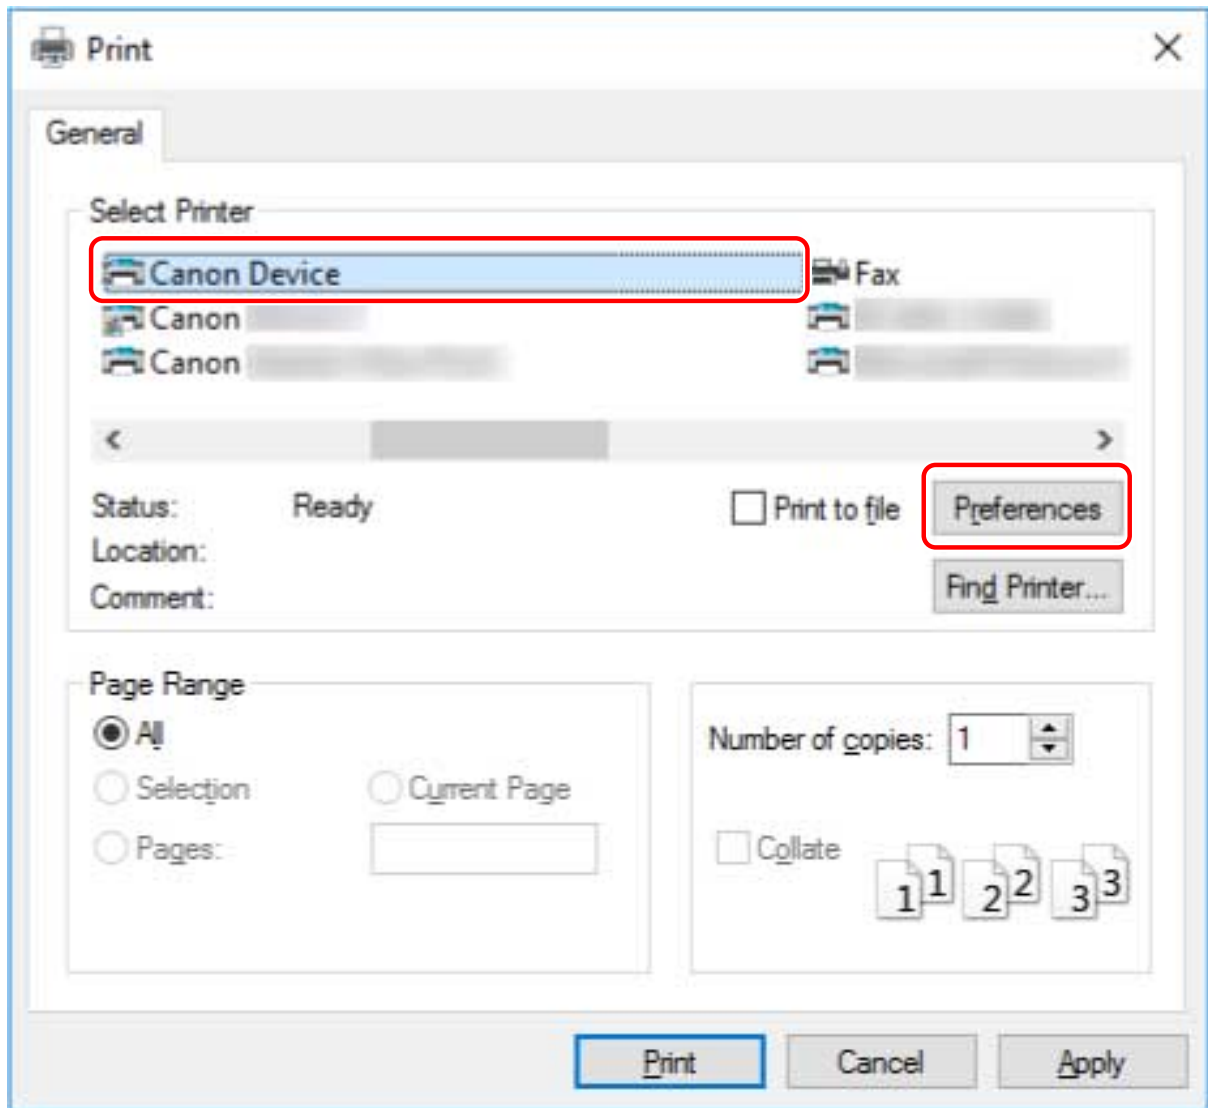 Print
General
Select Printer
Canon Device
Fax
Canon
Canon
Status: Ready
Print to file
Preferences
Location:
Comment:
Find Printer...
Page Range
All
Selection
Current Page
Pages:
Number of copies: 1
Collate
1 1 2 2 3 3
Print
Cancel
Apply